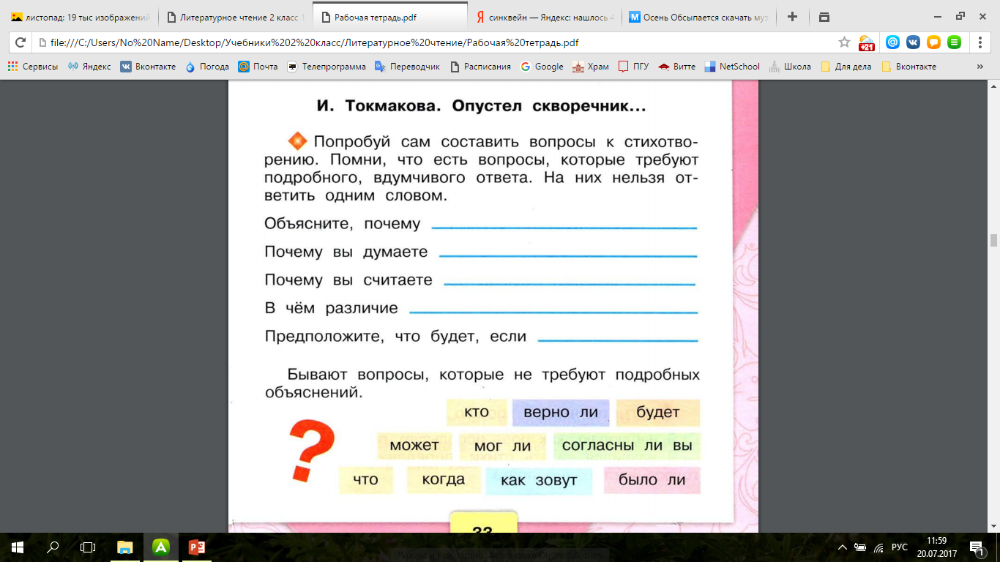 листопад: 19 тыс изображений
Литературное чтение 2 класс 1
Рабочая тетрадь.pdf
синквейн — Яндекс: нашлось 4
Осень Обсыпается скачать муз
file:///C:/Users/No%20Name/Desktop/Учебники%202%20класс/Литературное%20чтение/Рабочая%20тетрадь.pdf
+21
Сервисы Яндекс Вконтакте Погода Почта Телепрограмма Переводчик Расписания Google Храм ПГУ Витте NetSchool Школа Для дела Вконтакте »
И. Токмакова. Опустел скворечник...
Попробуй сам составить вопросы к стихотво-
рению. Помни, что есть вопросы, которые требуют
подробного, вдумчивого ответа. На них нельзя от-
ветить одним словом.
Объясните, почему
Почему вы думаете
Почему вы считаете
В чём различие
Предположите, что будет, если
Бывают вопросы, которые не требуют подробных
объяснений.
кто верно ли будет
может мог ли согласны ли вы
?
что когда как зовут было ли
33
РУС
11:59
20.07.2017
1